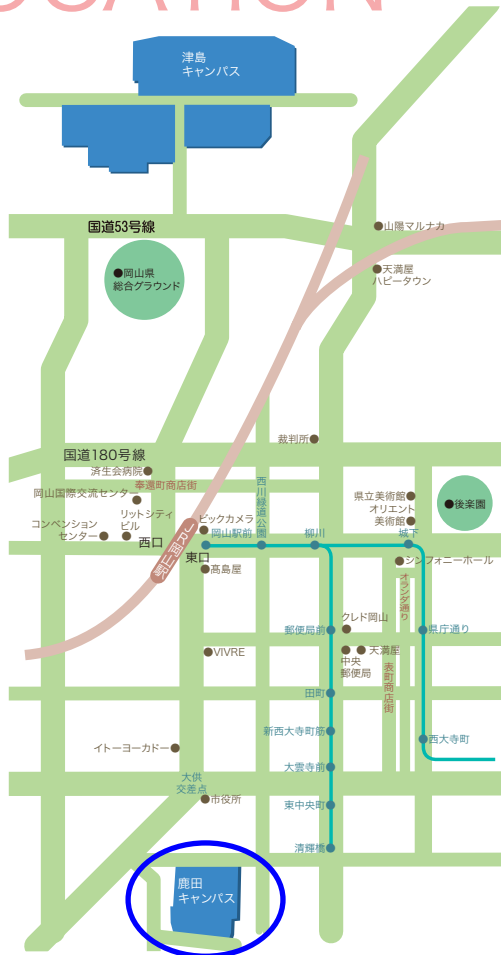 LOCATION
津島
キャンパス
国道53号線
山陽マルナカ
岡山県
総合グラウンド
天満屋
ハピータウン
裁判所
国道180号線
済生会病院
奉還町商店街
西川緑道公園
岡山国際交流センター
県立美術館
オリエント
美術館
後楽園
リットシティ
ビル
コンベンション
センター
ビックカメラ
岡山駅前
柳川
城下
西口
東口
JR岡山駅
シンフォニーホール
髙島屋
オランダ通り
クレド岡山
郵便局前
県庁通り
VIVRE
天満屋
中央
郵便局
表町商店街
田町
新西大寺町筋
西大寺町
イトーヨーカドー
大雲寺前
大供
交差点
市役所
東中央町
清輝橋
鹿田
キャンパス